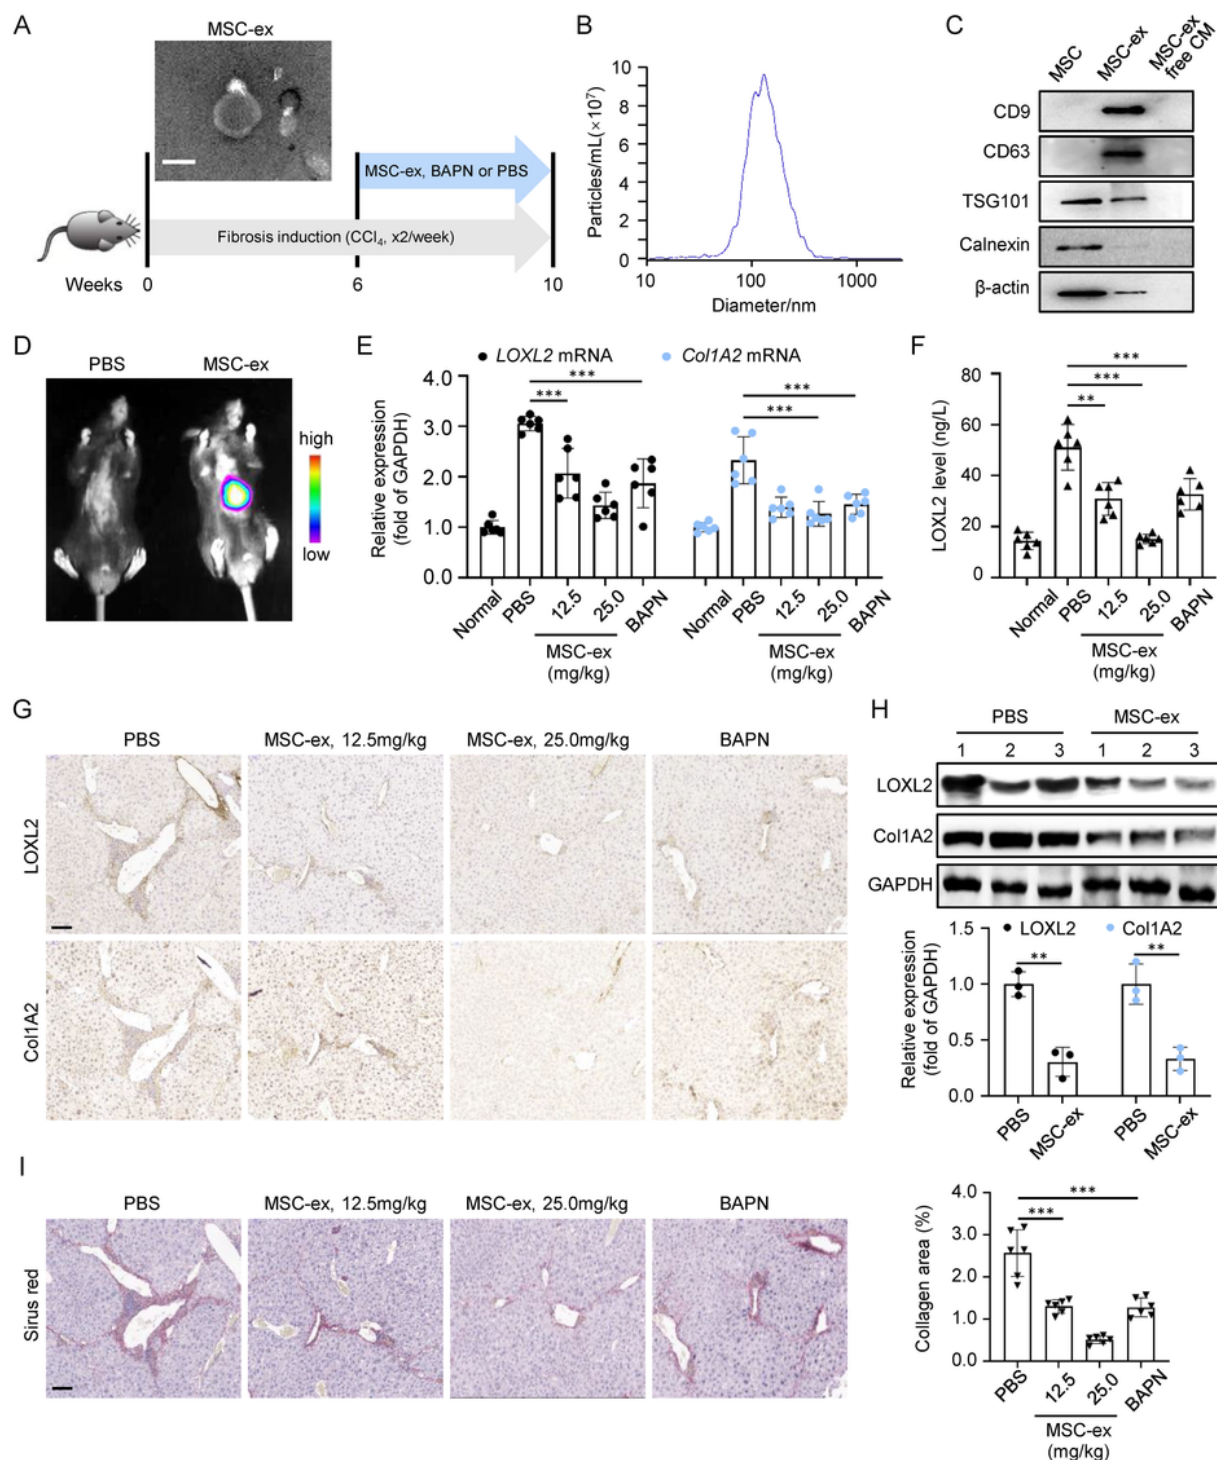 A
MSC-ex
MSC-ex, BAPN or PBS
Fibrosis induction (CCl₄, x2/week)
Weeks 0 6 10
B
Particles/mL(×10⁷)
10
8
6
4
2
0
10 100 1000
Diameter/nm
C
MSC MSC-ex MSC-ex free CM
CD9
CD63
TSG101
Calnexin
β-actin
D
PBS MSC-ex
high
low
E
LOXL2 mRNA Col1A2 mRNA
Relative expression
(fold of GAPDH)
4.0
3.0
2.0
1.0
0.0
*** ***
*** ***
Normal PBS 12.5 25.0 BAPN Normal PBS 12.5 25.0 BAPN
MSC-ex MSC-ex
(mg/kg) (mg/kg)
F
LOXL2 level (ng/L)
80
60
40
20
0
***
***
**
Normal PBS 12.5 25.0 BAPN
MSC-ex
(mg/kg)
G
PBS MSC-ex, 12.5mg/kg MSC-ex, 25.0mg/kg BAPN
LOXL2
Col1A2
H
PBS MSC-ex
1 2 3 1 2 3
LOXL2
Col1A2
GAPDH
LOXL2 Col1A2
Relative expression
(fold of GAPDH)
1.5
1.0
0.5
0.0
** **
PBS MSC-ex PBS MSC-ex
I
PBS MSC-ex, 12.5mg/kg MSC-ex, 25.0mg/kg BAPN
Sirus red
Collagen area (%)
4.0
3.0
2.0
1.0
0.0
***
***
PBS 12.5 25.0 BAPN
MSC-ex
(mg/kg)